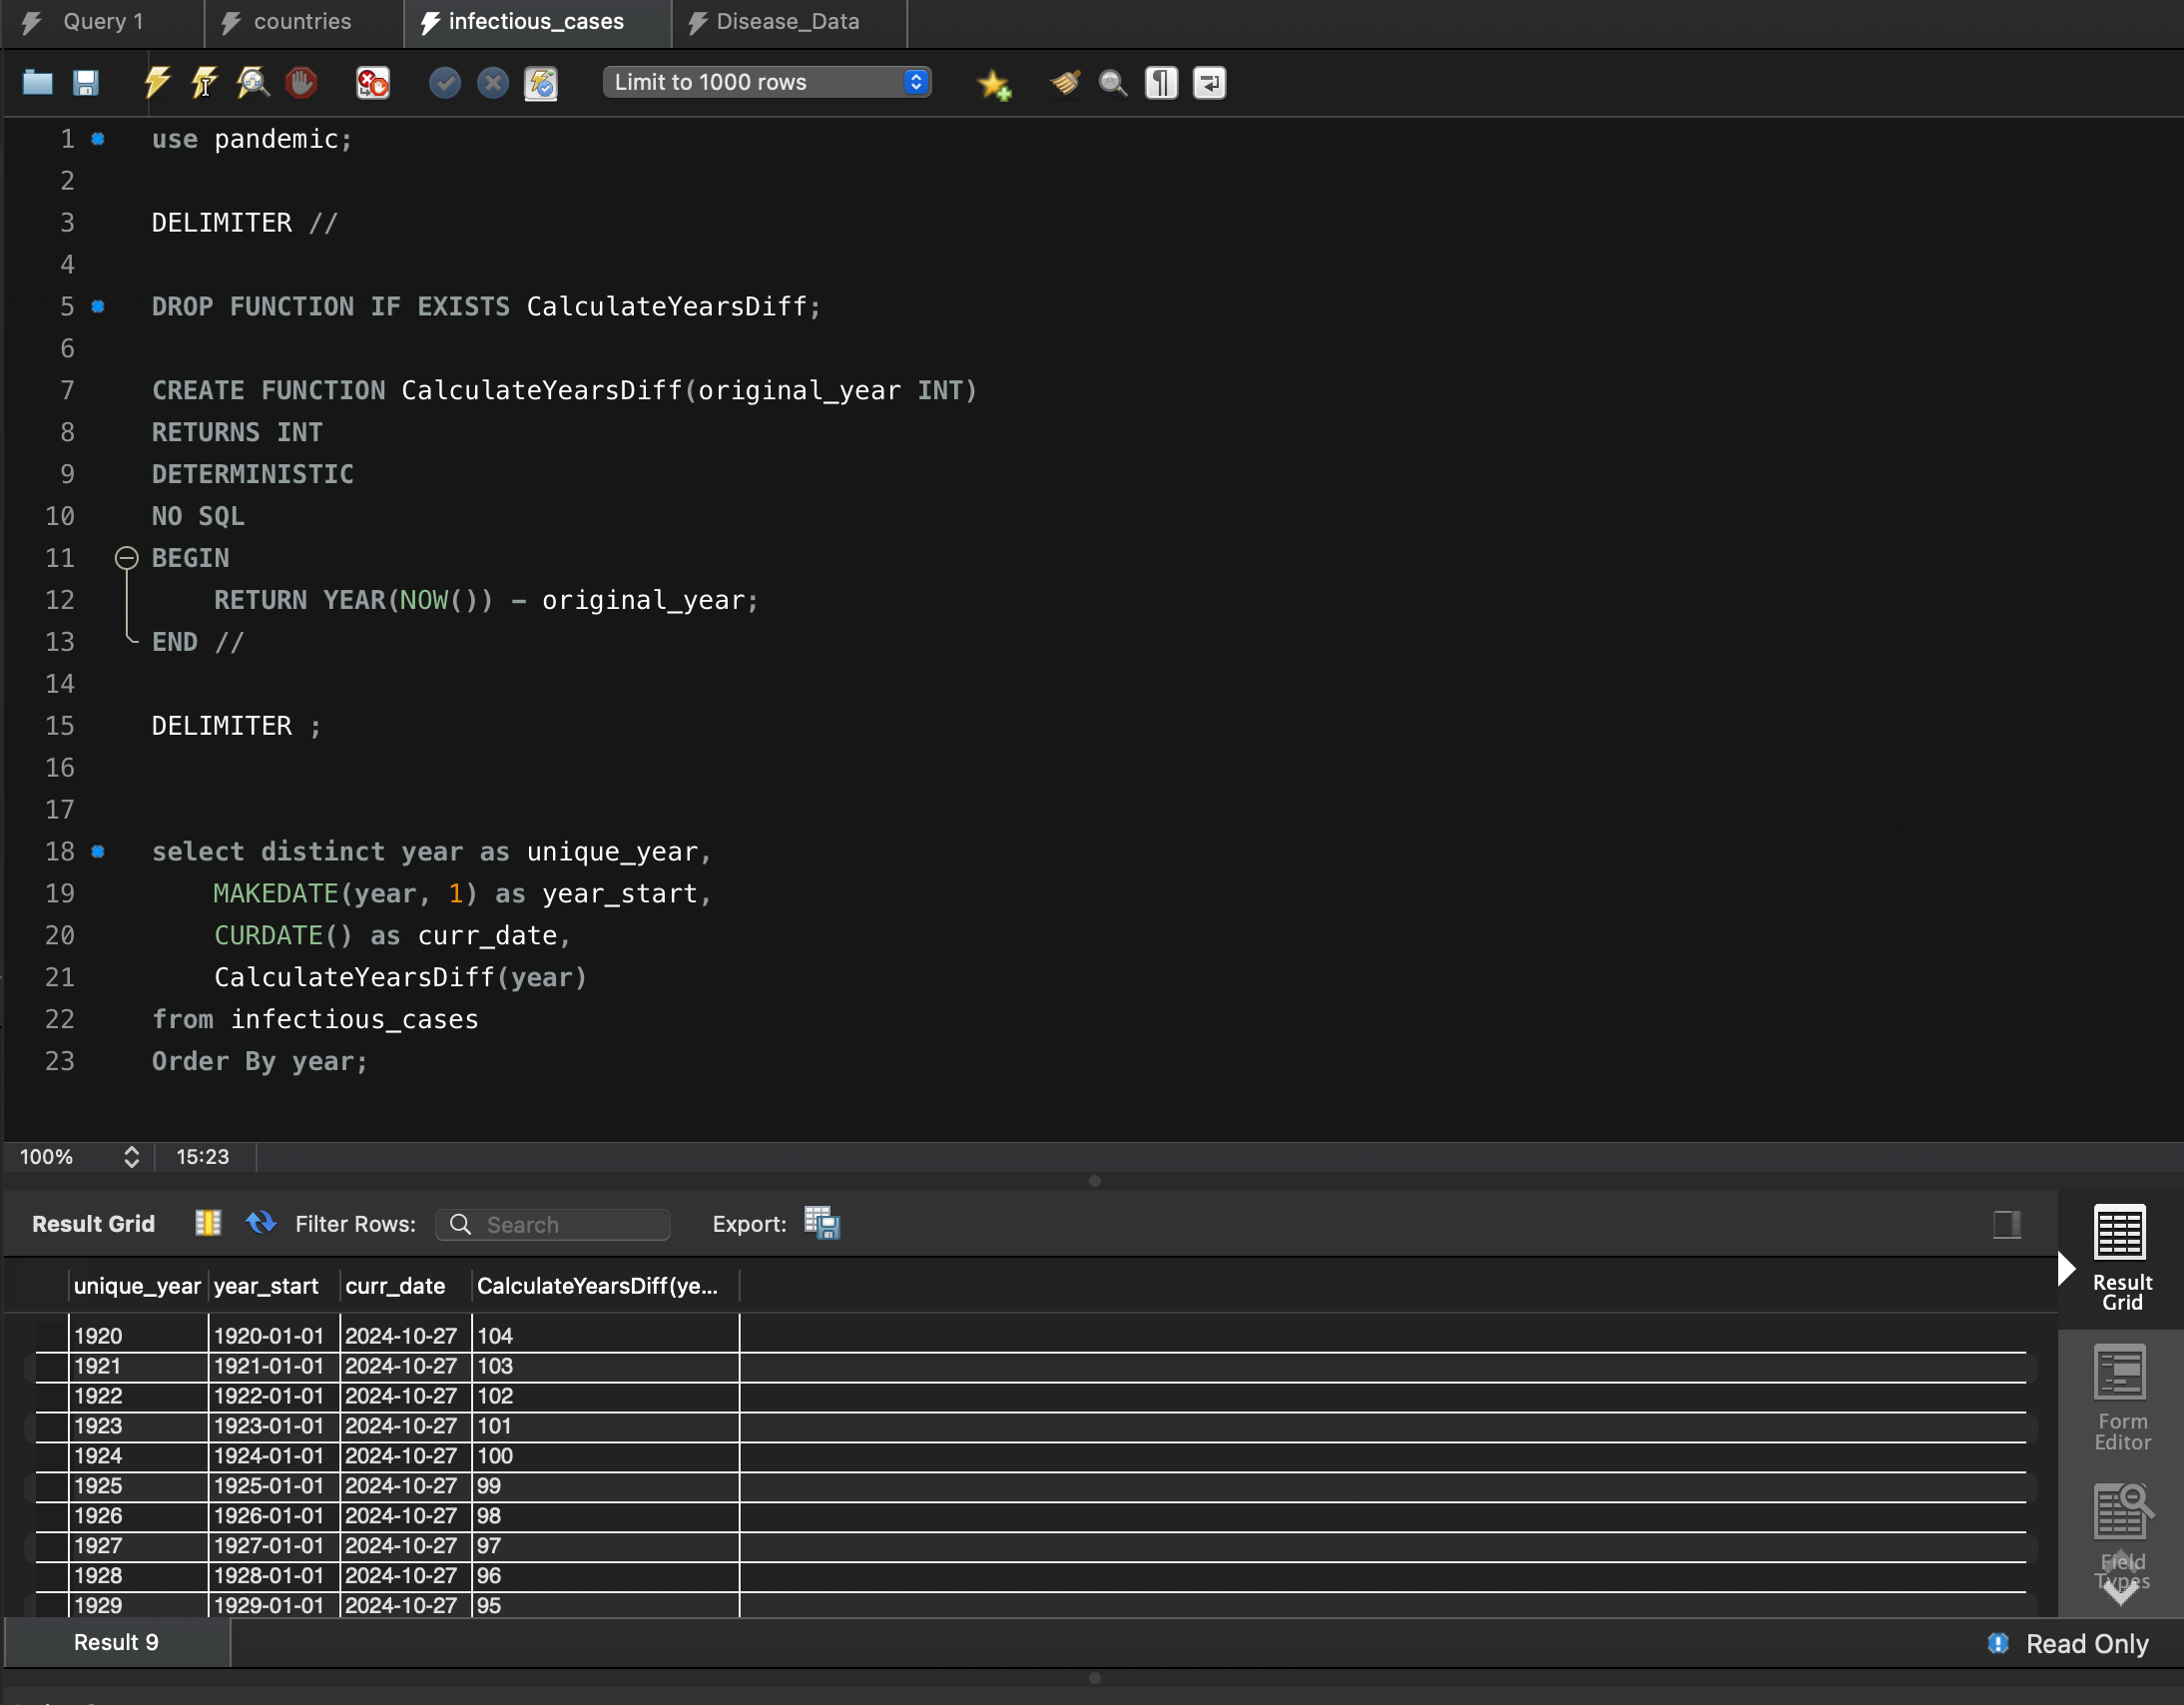 Query 1 countries infectious_cases Disease_Data
Limit to 1000 rows
1 use pandemic;
2
3 DELIMITER //
4
5 DROP FUNCTION IF EXISTS CalculateYearsDiff;
6
7 CREATE FUNCTION CalculateYearsDiff(original_year INT)
8 RETURNS INT
9 DETERMINISTIC
10 NO SQL
11 BEGIN
12 RETURN YEAR(NOW()) - original_year;
13 END //
14
15 DELIMITER ;
16
17
18 select distinct year as unique_year,
19 MAKEDATE(year, 1) as year_start,
20 CURDATE() as curr_date,
21 CalculateYearsDiff(year)
22 from infectious_cases
23 Order By year;
100% 15:23
Result Grid Filter Rows: Search Export:
unique_year year_start curr_date CalculateYearsDiff(ye...
1920 1920-01-01 2024-10-27 104
1921 1921-01-01 2024-10-27 103
1922 1922-01-01 2024-10-27 102
1923 1923-01-01 2024-10-27 101
1924 1924-01-01 2024-10-27 100
1925 1925-01-01 2024-10-27 99
1926 1926-01-01 2024-10-27 98
1927 1927-01-01 2024-10-27 97
1928 1928-01-01 2024-10-27 96
1929 1929-01-01 2024-10-27 95
Result
Grid
Form
Editor
Field
Types
Result 9 Read Only